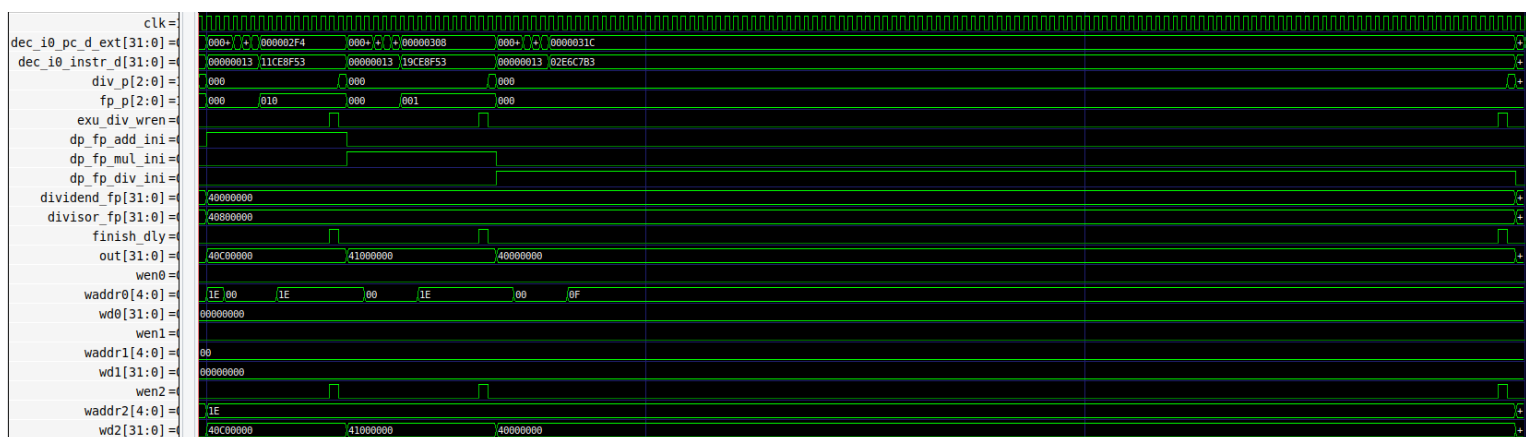 clk =
dec_i0_pc_d_ext[31:0] = 000+ + 000002F4 000+ + + 00000308 000+ + 0000031C +
dec_i0_instr_d[31:0] = 00000013 11CE8F53 00000013 19CE8F53 00000013 02E6C7B3 +
div_p[2:0] = 000 000 000 +
fp_p[2:0] = 000 010 000 001 000
exu_div_wren =
dp_fp_add_ini =
dp_fp_mul_ini =
dp_fp_div_ini =
dividend_fp[31:0] = 40000000 +
divisor_fp[31:0] = 40800000 +
finish_dly =
out[31:0] = 40C00000 41000000 40000000 +
wen0 =
waddr0[4:0] = 1E 00 1E 00 1E 00 0F
wd0[31:0] = 00000000
wen1 =
waddr1[4:0] = 00
wd1[31:0] = 00000000
wen2 =
waddr2[4:0] = 1E +
wd2[31:0] = 40C00000 41000000 40000000 +